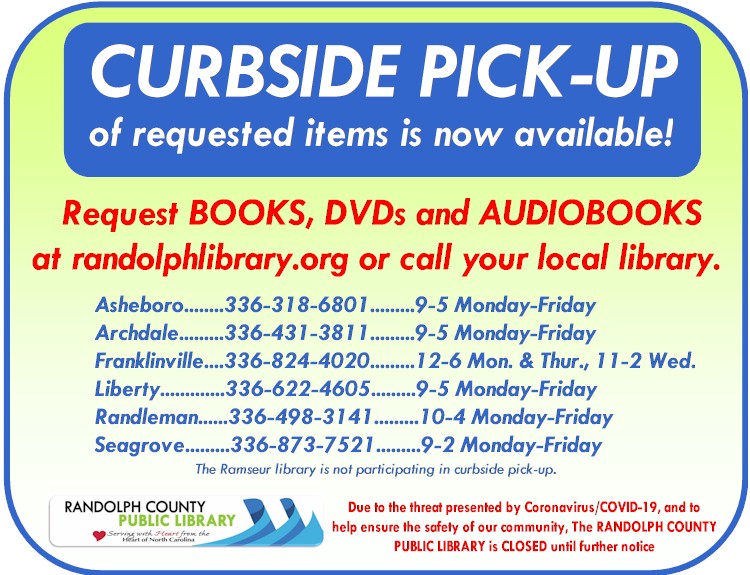 CURBSIDE PICK-UP
of requested items is now available!
Request BOOKS, DVDs and AUDIOBOOKS
at randolphlibrary.org or call your local library.
Asheboro........336-318-6801.........9-5 Monday-Friday
Archdale.........336-431-3811.........9-5 Monday-Friday
Franklinville....336-824-4020.........12-6 Mon. & Thur., 11-2 Wed.
Liberty.............336-622-4605.........9-5 Monday-Friday
Randleman......336-498-3141.........10-4 Monday-Friday
Seagrove.........336-873-7521.........9-2 Monday-Friday
The Ramseur library is not participating in curbside pick-up.
RANDOLPH COUNTY
PUBLIC LIBRARY
Serving with Heart from the
Heart of North Carolina
Due to the threat presented by Coronavirus/COVID-19, and to
help ensure the safety of our community, The RANDOLPH COUNTY
PUBLIC LIBRARY is CLOSED until further notice